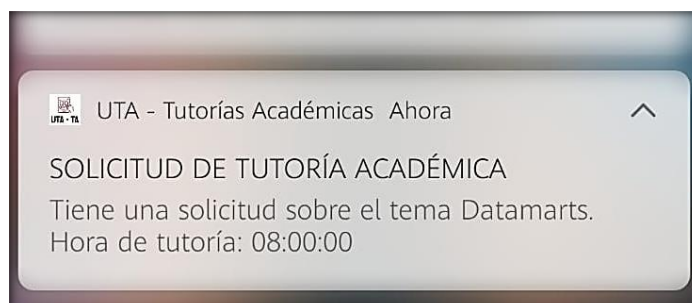 UTA - TA
UTA - Tutorías Académicas Ahora
SOLICITUD DE TUTORÍA ACADÉMICA
Tiene una solicitud sobre el tema Datamarts.
Hora de tutoría: 08:00:00